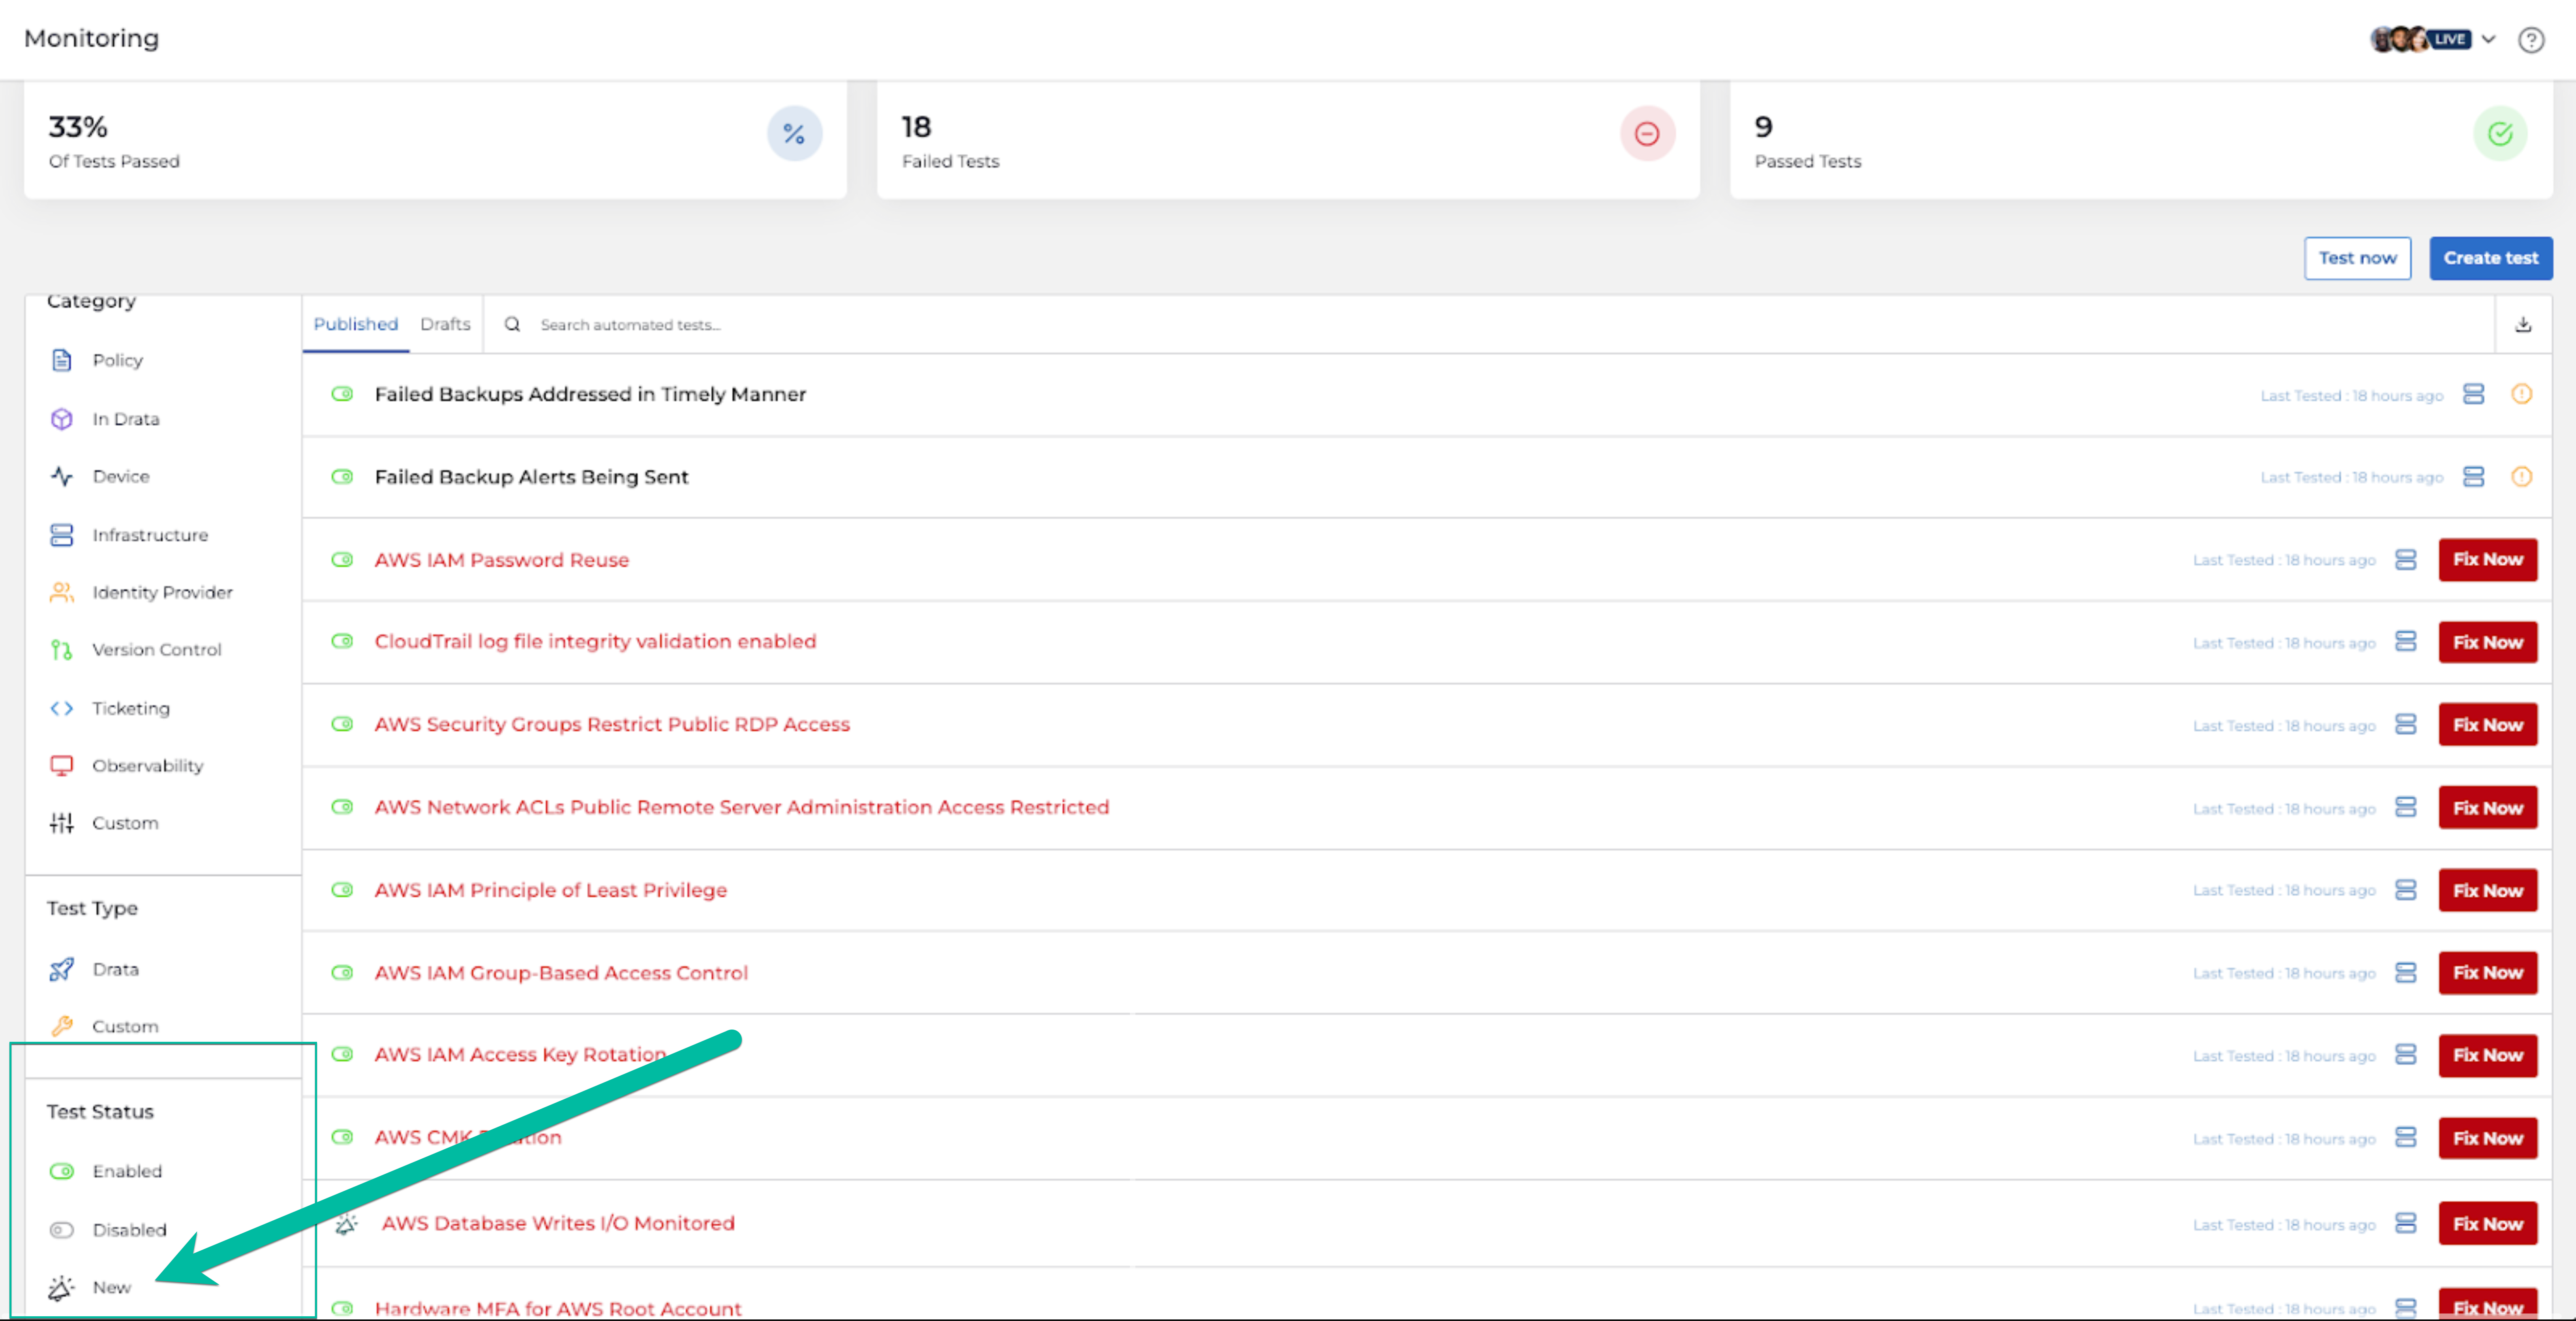 Monitoring
LIVE
33%
Of Tests Passed
18
Failed Tests
9
Passed Tests
Test now
Create test
Category
Policy
In Drata
Device
Infrastructure
Identity Provider
Version Control
Ticketing
Observability
Custom
Test Type
Drata
Custom
Test Status
Enabled
Disabled
New
Published Drafts Search automated tests...
Failed Backups Addressed in Timely Manner Last Tested : 18 hours ago
Failed Backup Alerts Being Sent Last Tested : 18 hours ago
AWS IAM Password Reuse Last Tested : 18 hours ago Fix Now
CloudTrail log file integrity validation enabled Last Tested : 18 hours ago Fix Now
AWS Security Groups Restrict Public RDP Access Last Tested : 18 hours ago Fix Now
AWS Network ACLs Public Remote Server Administration Access Restricted Last Tested : 18 hours ago Fix Now
AWS IAM Principle of Least Privilege Last Tested : 18 hours ago Fix Now
AWS IAM Group-Based Access Control Last Tested : 18 hours ago Fix Now
AWS IAM Access Key Rotation Last Tested : 18 hours ago Fix Now
AWS CMK Last Tested : 18 hours ago Fix Now
AWS Database Writes I/O Monitored Last Tested : 18 hours ago Fix Now
Hardware MFA for AWS Root Account Last Tested : 18 hours ago Fix Now